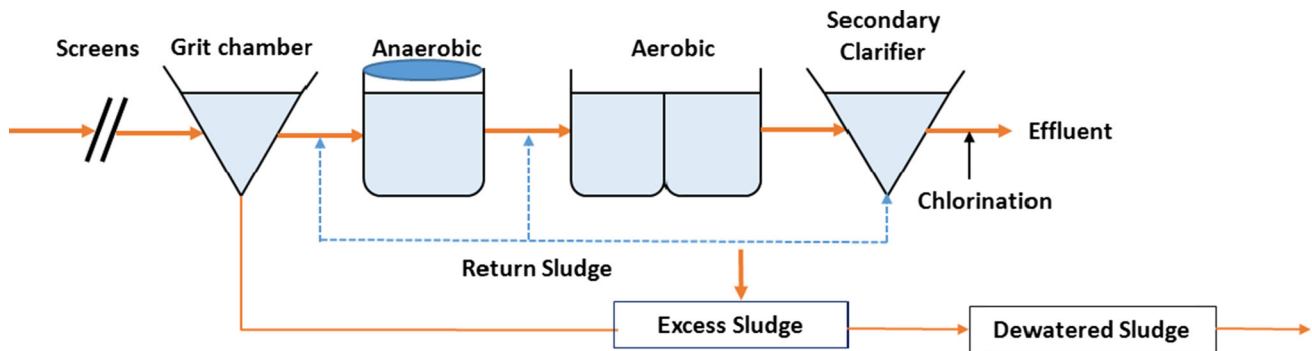 Screens
Grit chamber
Anaerobic
Aerobic
Secondary
Clarifier
Effluent
Chlorination
Return Sludge
Excess Sludge
Dewatered Sludge